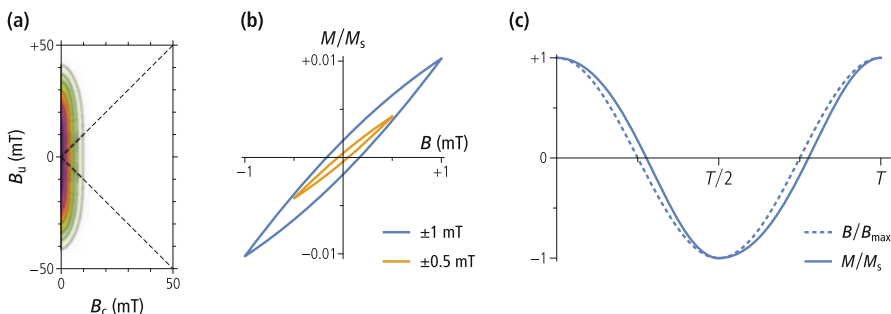 (a)
+50
0
−50
B_u (mT)
0
50
B_c (mT)
(b)
M/M_s
+0.01
B (mT)
−1
+1
−0.01
±1 mT
±0.5 mT
(c)
+1
0
−1
T/2
T
B/B_max
M/M_s